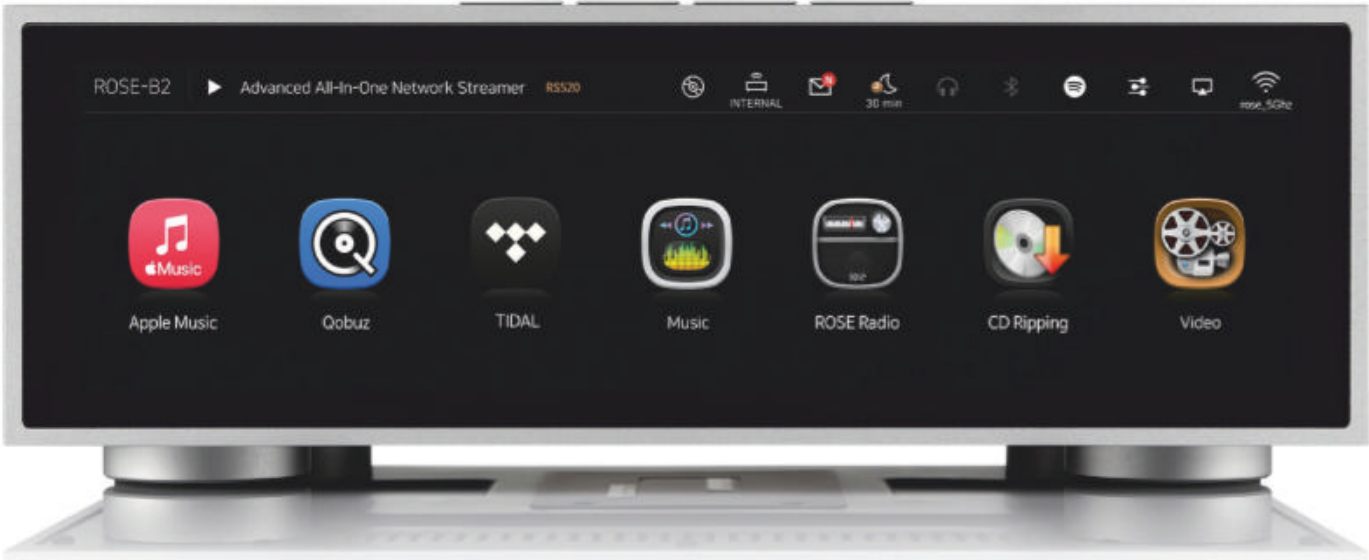 ROSE-B2 Advanced All-In-One Network Streamer RS520
INTERNAL
N
30 min
rose_5Ghz
Music
Apple Music
Qobuz
TIDAL
Music
ROSE Radio
CD Ripping
Video